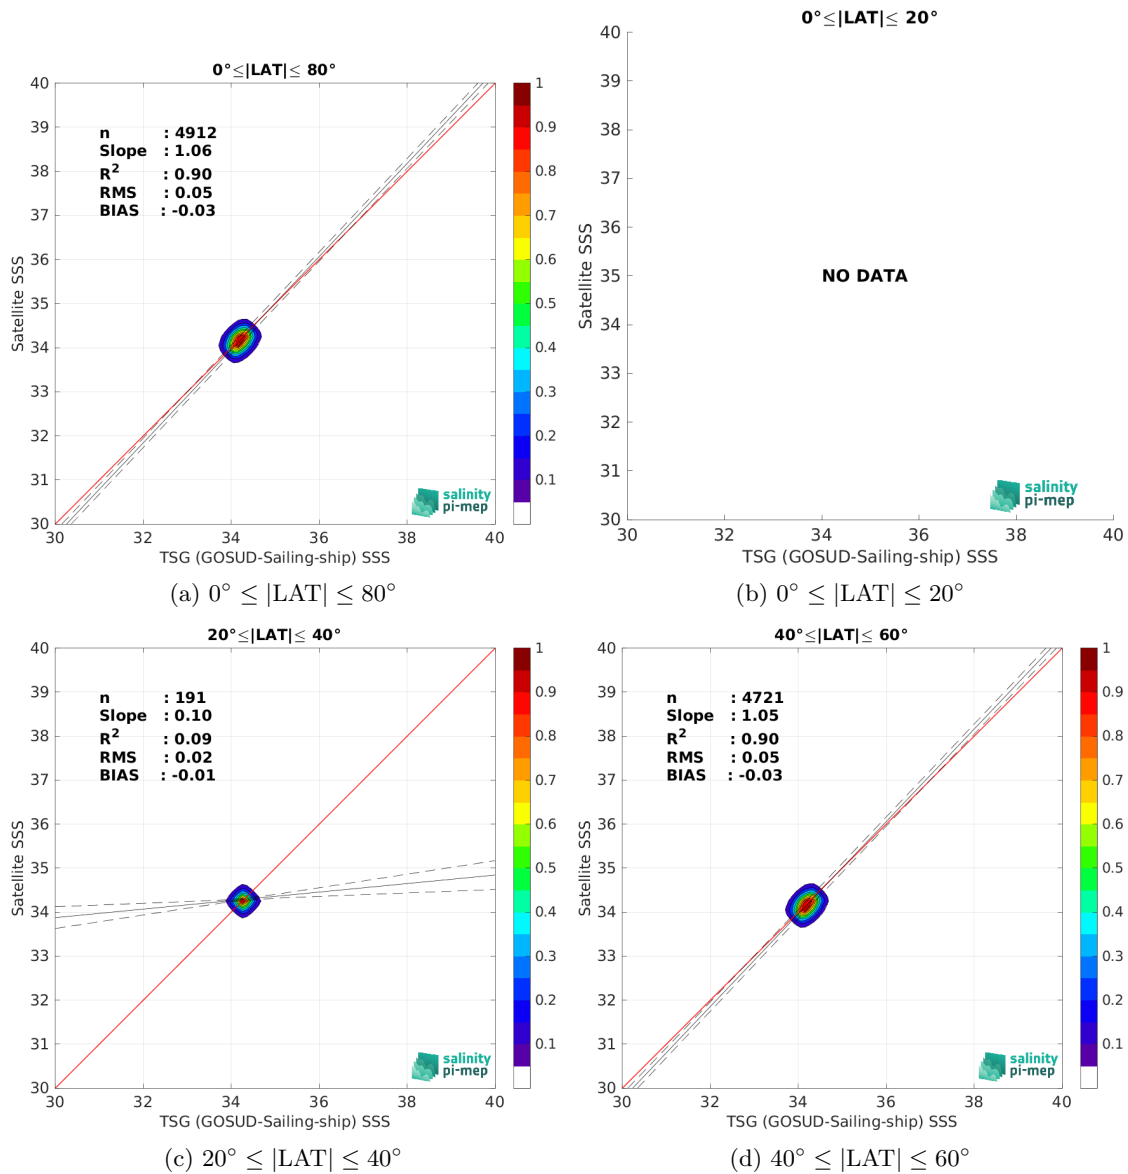 0°≤|LAT|≤ 80°
40
39
38
37
36
35
34
33
32
31
30
n : 4912
Slope : 1.06
R² : 0.90
RMS : 0.05
BIAS : -0.03
Satellite SSS
salinity
pi-mep
30 32 34 36 38 40
TSG (GOSUD-Sailing-ship) SSS
1
0.9
0.8
0.7
0.6
0.5
0.4
0.3
0.2
0.1
(a) 0° ≤ |LAT| ≤ 80°
0°≤|LAT|≤ 20°
40
39
38
37
36
35
34
33
32
31
30
Satellite SSS
NO DATA
salinity
pi-mep
30 32 34 36 38 40
TSG (GOSUD-Sailing-ship) SSS
(b) 0° ≤ |LAT| ≤ 20°
20°≤|LAT|≤ 40°
40
39
38
37
36
35
34
33
32
31
30
n : 191
Slope : 0.10
R² : 0.09
RMS : 0.02
BIAS : -0.01
Satellite SSS
salinity
pi-mep
30 32 34 36 38 40
TSG (GOSUD-Sailing-ship) SSS
1
0.9
0.8
0.7
0.6
0.5
0.4
0.3
0.2
0.1
(c) 20° ≤ |LAT| ≤ 40°
40°≤|LAT|≤ 60°
40
39
38
37
36
35
34
33
32
31
30
n : 4721
Slope : 1.05
R² : 0.90
RMS : 0.05
BIAS : -0.03
Satellite SSS
salinity
pi-mep
30 32 34 36 38 40
TSG (GOSUD-Sailing-ship) SSS
1
0.9
0.8
0.7
0.6
0.5
0.4
0.3
0.2
0.1
(d) 40° ≤ |LAT| ≤ 60°